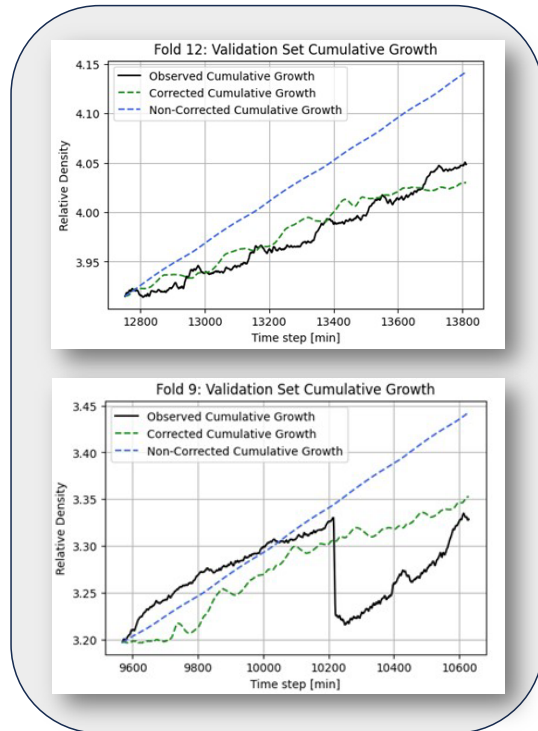 Fold 12: Validation Set Cumulative Growth
4.15
4.10
4.05
4.00
3.95
Relative Density
Observed Cumulative Growth
Corrected Cumulative Growth
Non-Corrected Cumulative Growth
12800 13000 13200 13400 13600 13800
Time step [min]
Fold 9: Validation Set Cumulative Growth
3.45
3.40
3.35
3.30
3.25
3.20
Relative Density
Observed Cumulative Growth
Corrected Cumulative Growth
Non-Corrected Cumulative Growth
9600 9800 10000 10200 10400 10600
Time step [min]